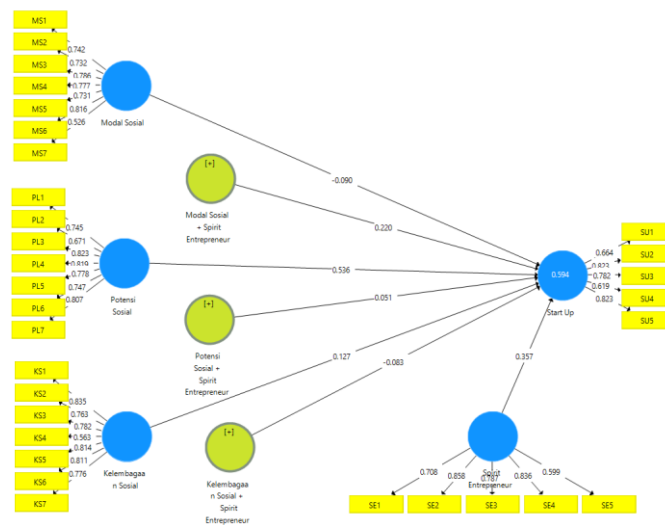 MS1
MS2
MS3
MS4
MS5
MS6
MS7
0.742
0.732
0.786
0.777
0.731
0.816
0.526
Modal Sosial
[+]
Modal Sosial
+ Spirit
Entrepreneur
-0.090
0.220
PL1
PL2
PL3
PL4
PL5
PL6
PL7
0.745
0.671
0.823
0.819
0.778
0.747
0.807
Potensi
Sosial
0.536
[+]
Potensi
Sosial +
Spirit
Entrepreneur
0.051
0.127
-0.083
0.594
Start Up
0.664
0.823
0.782
0.619
0.823
SU1
SU2
SU3
SU4
SU5
0.357
KS1
KS2
KS3
KS4
KS5
KS6
KS7
0.835
0.763
0.782
0.563
0.814
0.811
0.776
Kelembagaa
n Sosial
[+]
Kelembagaa
n Sosial +
Spirit
Entrepreneur
Spirit
Entrepreneur
0.708
0.858
0.787
0.836
0.599
SE1
SE2
SE3
SE4
SE5